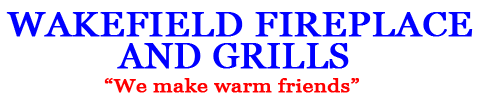 WAKEFIELD FIREPLACE
AND GRILLS
“We make warm friends”